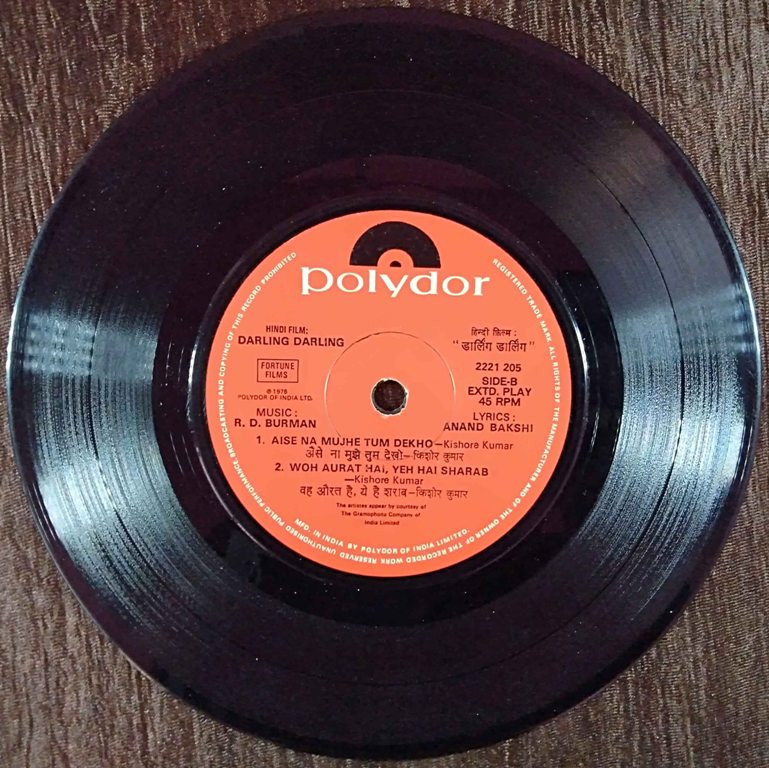 polydor
HINDI FILM:
DARLING DARLING
हिन्दी फ़िल्म :
"डार्लिंग डार्लिंग"
FORTUNE
FILMS
℗ 1976
POLYDOR OF INDIA LTD.
2221 205
SIDE-B
EXTD. PLAY
45 RPM
MUSIC :
R. D. BURMAN
LYRICS :
ANAND BAKSHI
1. AISE NA MUJHE TUM DEKHO—Kishore Kumar
ऐसे ना मुझे तुम देखो—किशोर कुमार
2. WOH AURAT HAI, YEH HAI SHARAB
—Kishore Kumar
वह औरत है, ये है शराब—किशोर कुमार
The artistes appear by courtesy of
The Gramophone Company of
India Limited
REGISTERED TRADE MARK. ALL RIGHTS OF THE MANUFACTURER AND OF THE OWNER OF THE RECORDED WORK RESERVED UNAUTHORISED PUBLIC PERFORMANCE BROADCASTING AND COPYING OF THIS RECORD PROHIBITED
MFD. IN INDIA BY POLYDOR OF INDIA LIMITED.